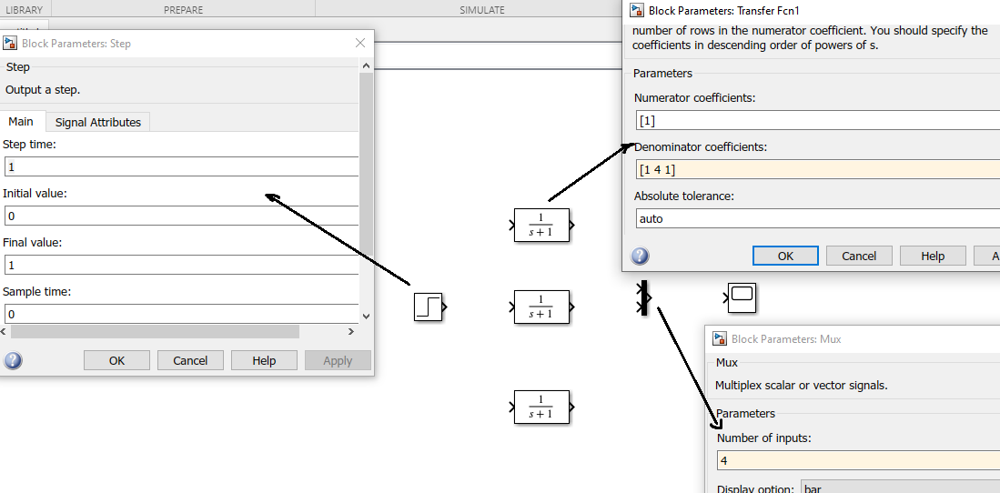 LIBRARY
PREPARE
SIMULATE
Block Parameters: Step
Step
Output a step.
Main
Signal Attributes
Step time:
1
Initial value:
0
Final value:
1
Sample time:
0
OK
Cancel
Help
Apply
1
s + 1
1
s + 1
1
s + 1
Block Parameters: Transfer Fcn1
number of rows in the numerator coefficient. You should specify the
coefficients in descending order of powers of s.
Parameters
Numerator coefficients:
[1]
Denominator coefficients:
[1 4 1]
Absolute tolerance:
auto
OK
Cancel
Help
A
Block Parameters: Mux
Mux
Multiplex scalar or vector signals.
Parameters
Number of inputs:
4
Display option:
bar